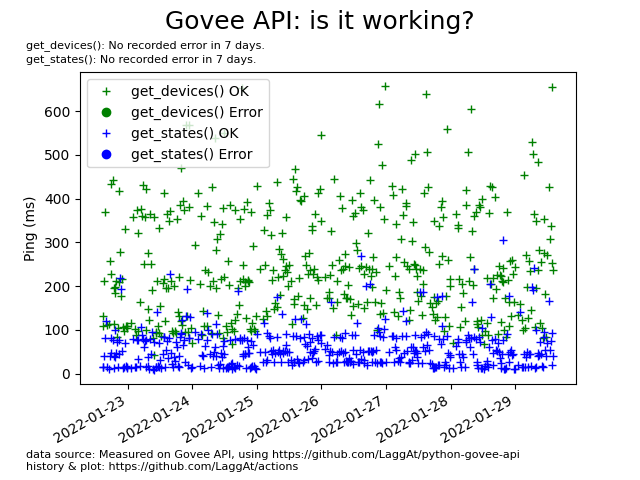 Govee API: is it working?
get_devices(): No recorded error in 7 days.
get_states(): No recorded error in 7 days.
get_devices() OK
get_devices() Error
get_states() OK
get_states() Error
Ping (ms)
600
500
400
300
200
100
0
2022-01-23
2022-01-24
2022-01-25
2022-01-26
2022-01-27
2022-01-28
2022-01-29
data source: Measured on Govee API, using https://github.com/LaggAt/python-govee-api
history & plot: https://github.com/LaggAt/actions